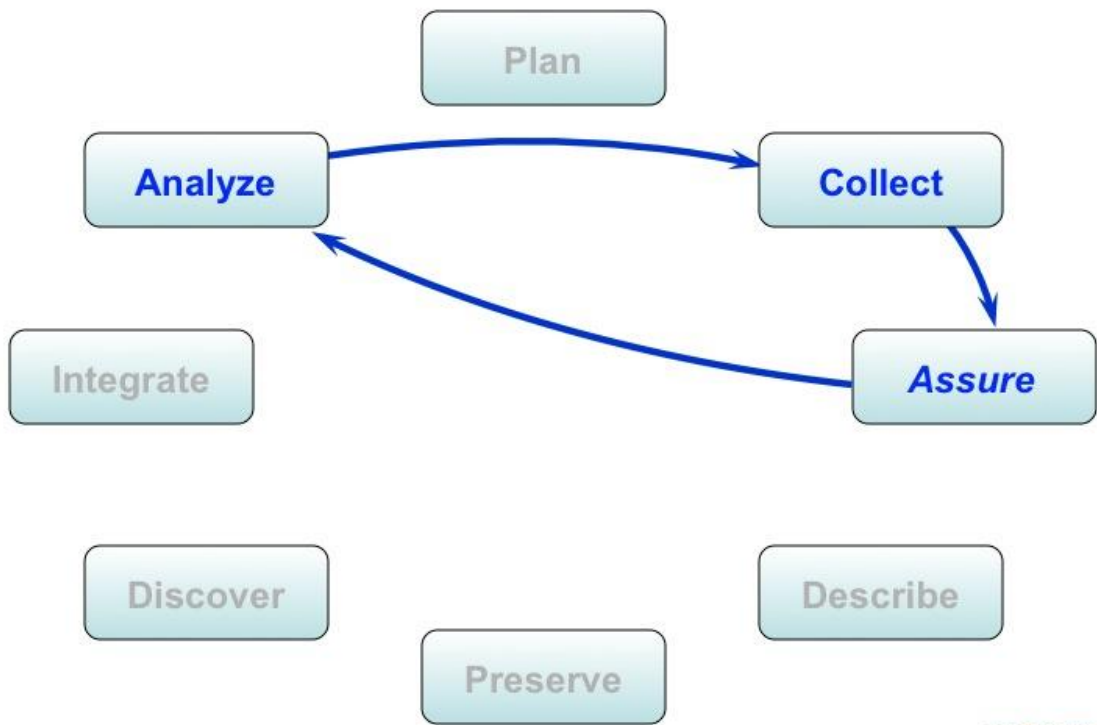 Plan
Analyze
Collect
Integrate
Assure
Discover
Describe
Preserve